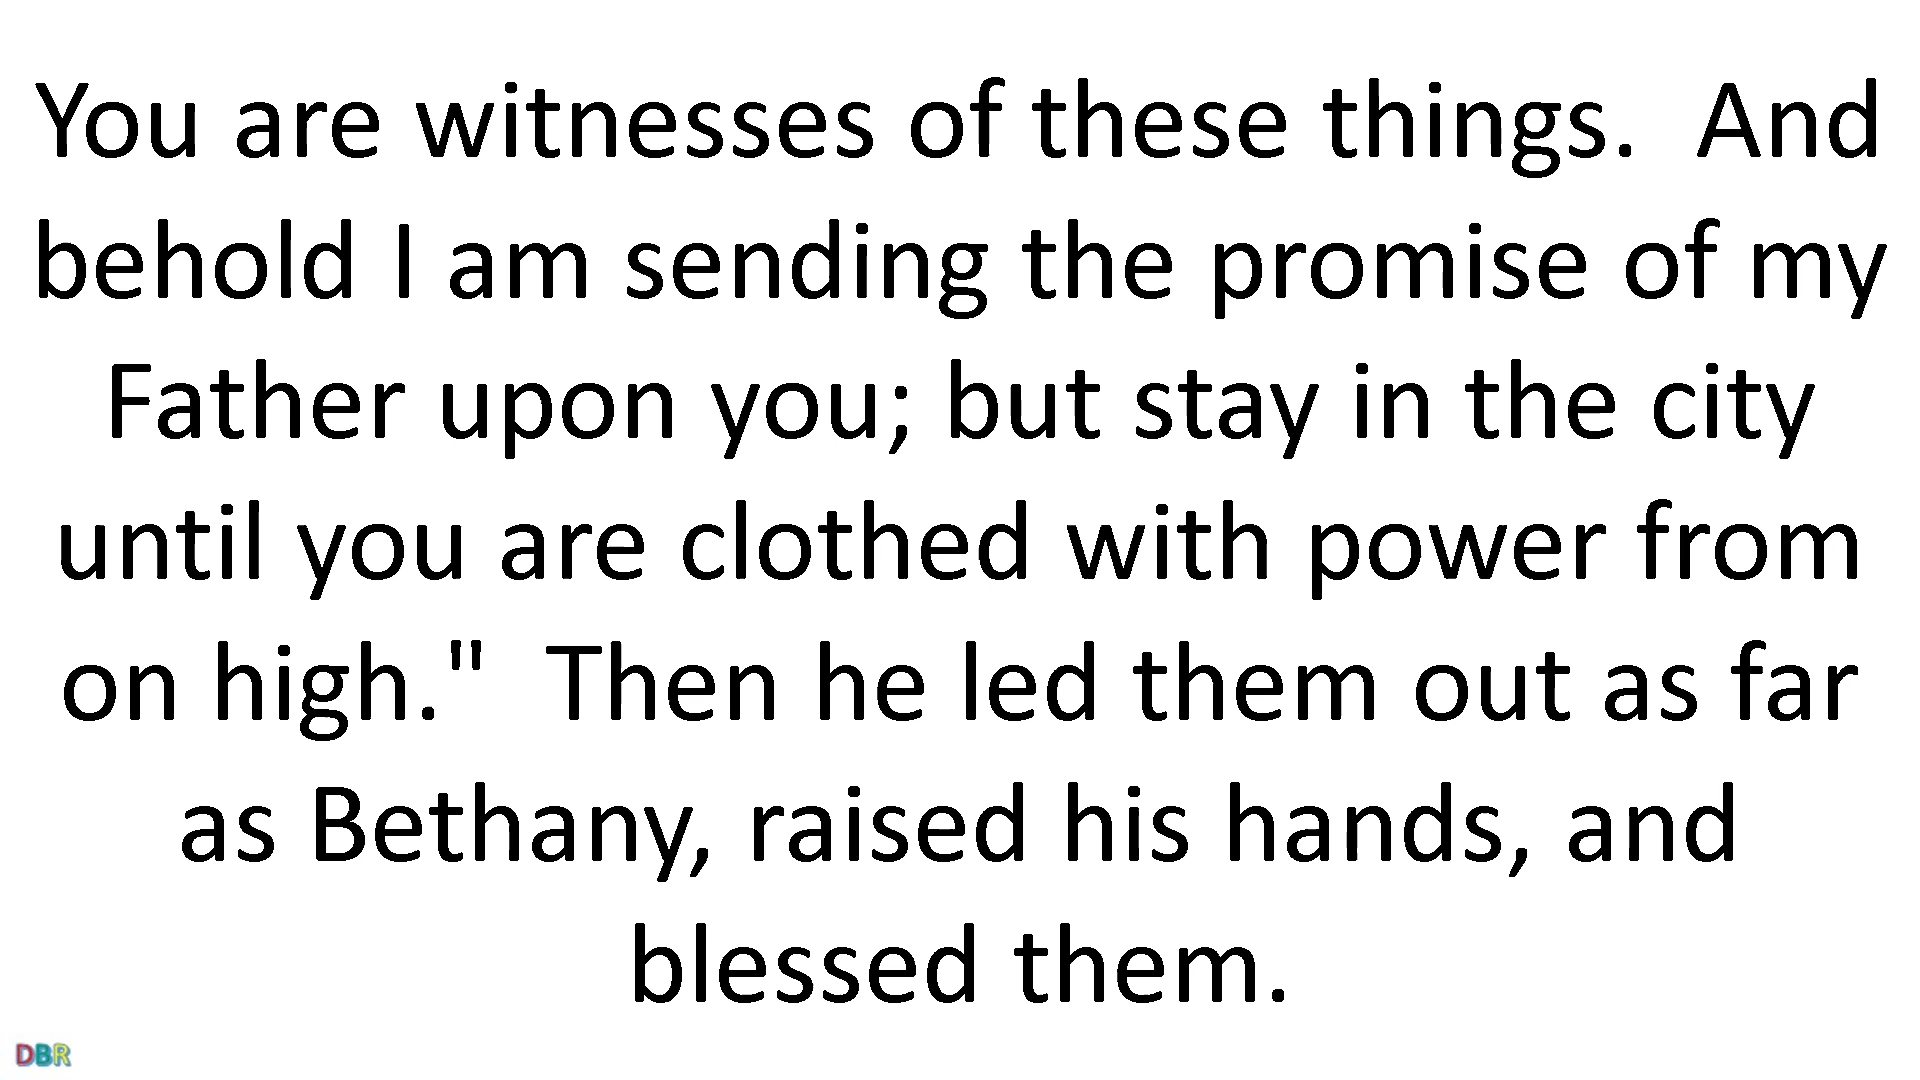 You are witnesses of these things.  And
behold I am sending the promise of my
Father upon you; but stay in the city
until you are clothed with power from
on high."  Then he led them out as far
as Bethany, raised his hands, and
blessed them.
DBR